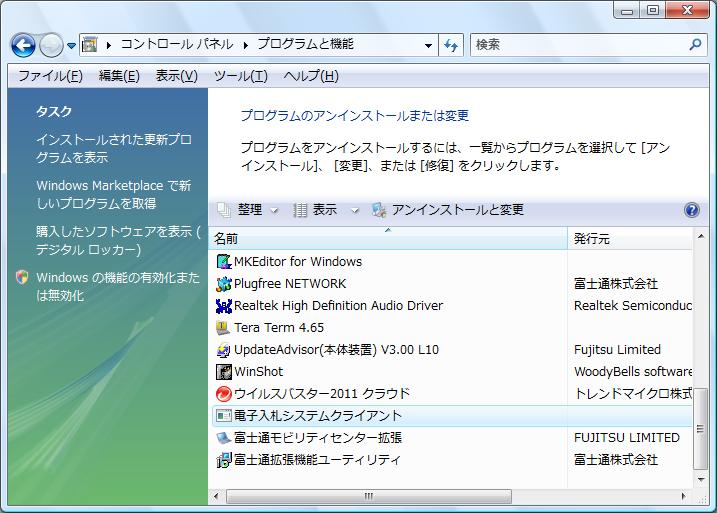 コントロール パネル ▸ プログラムと機能
検索
ファイル(F) 編集(E) 表示(V) ツール(T) ヘルプ(H)
タスク
インストールされた更新プロ
グラムを表示
Windows Marketplace で新
しいプログラムを取得
購入したソフトウェアを表示 (
デジタル ロッカー)
Windows の機能の有効化また
は無効化
プログラムのアンインストールまたは変更
プログラムをアンインストールするには、一覧からプログラムを選択して [アン
インストール]、[変更]、または [修復] をクリックします。
整理 表示 アンインストールと変更
名前 発行元
MKEditor for Windows
Plugfree NETWORK 富士通株式会社
Realtek High Definition Audio Driver Realtek Semiconduc
Tera Term 4.65
UpdateAdvisor(本体装置) V3.00 L10 Fujitsu Limited
WinShot WoodyBells software
ウイルスバスター2011 クラウド トレンドマイクロ株式
電子入札システムクライアント
富士通モビリティセンター拡張 FUJITSU LIMITED
富士通拡張機能ユーティリティ 富士通株式会社